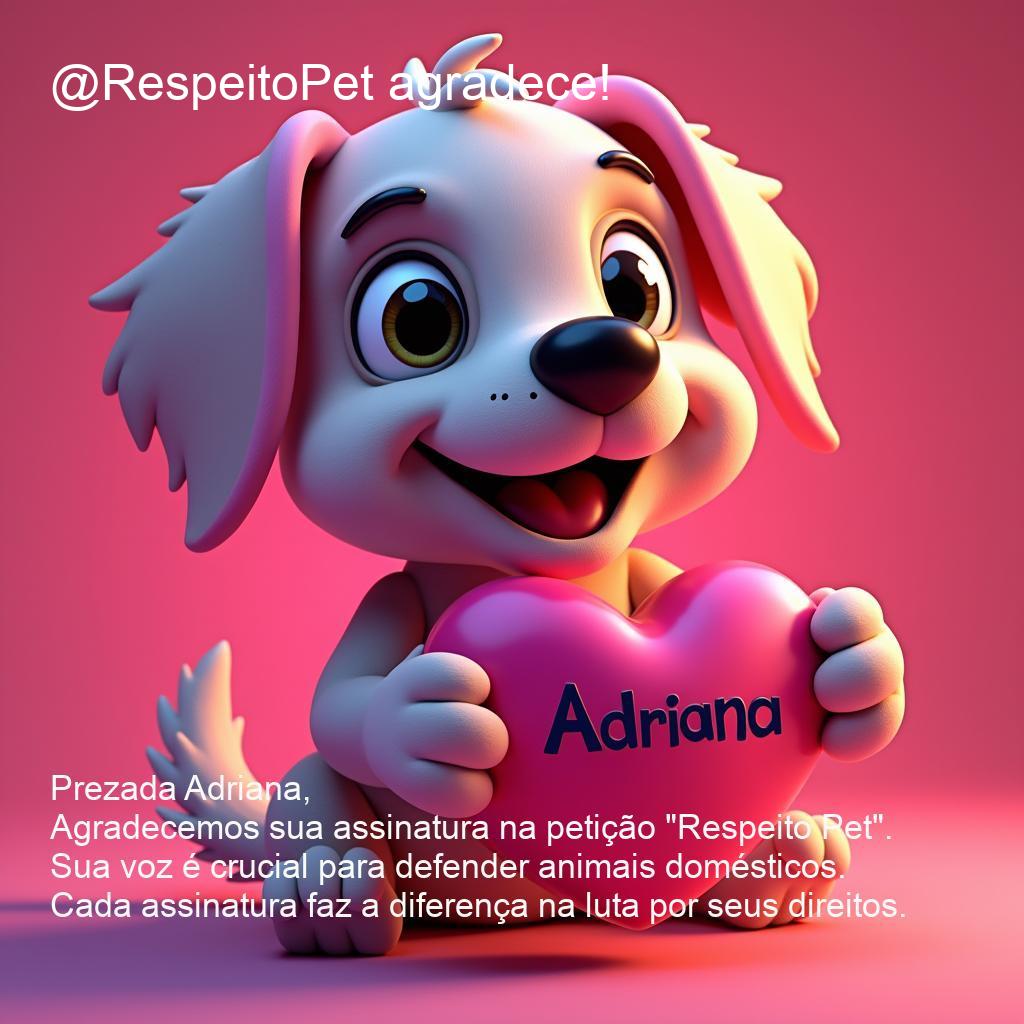 @RespeitoPet agradece!
Adriana
Prezada Adriana,
Agradecemos sua assinatura na petição "Respeito Pet".
Sua voz é crucial para defender animais domésticos.
Cada assinatura faz a diferença na luta por seus direitos.